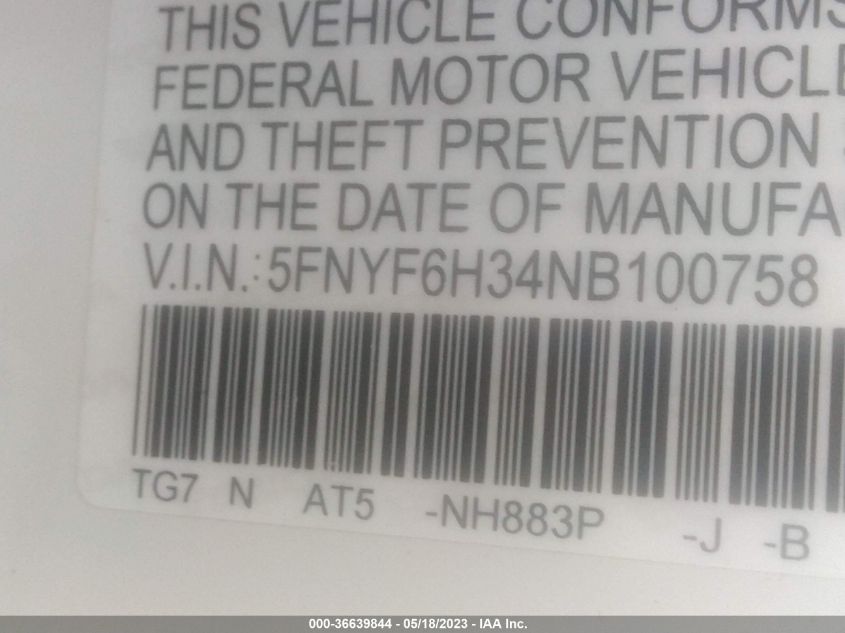 THIS VEHICLE CONFORMS
FEDERAL MOTOR VEHICLE
AND THEFT PREVENTION
ON THE DATE OF MANUFA
V.I.N.: 5FNYF6H34NB100758
TG7 N AT5 -NH883P -J -B
000-36639844 - 05/18/2023 - IAA Inc.